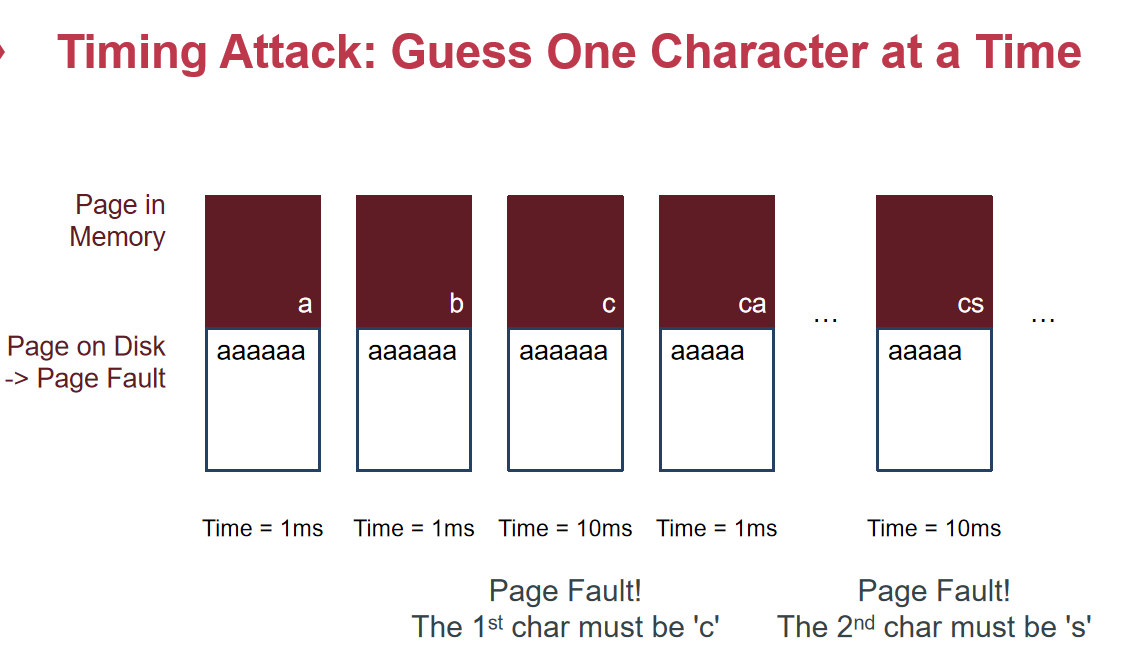 Timing Attack: Guess One Character at a Time
Page in
Memory
a
b
c
ca
cs
...
...
Page on Disk
-> Page Fault
aaaaaa
aaaaaa
aaaaaa
aaaaa
aaaaa
Time = 1ms
Time = 1ms
Time = 10ms
Time = 1ms
Time = 10ms
Page Fault!
The 1st char must be 'c'
Page Fault!
The 2nd char must be 's'